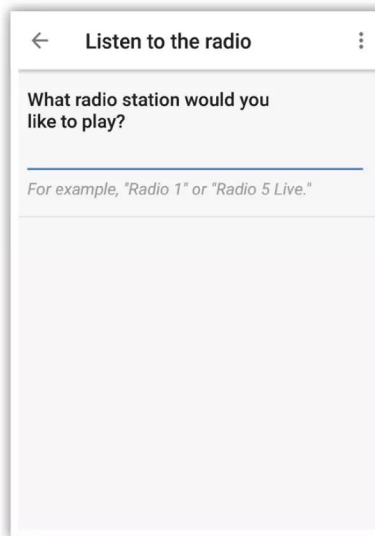 Listen to the radio
What radio station would you
like to play?
For example, "Radio 1" or "Radio 5 Live."